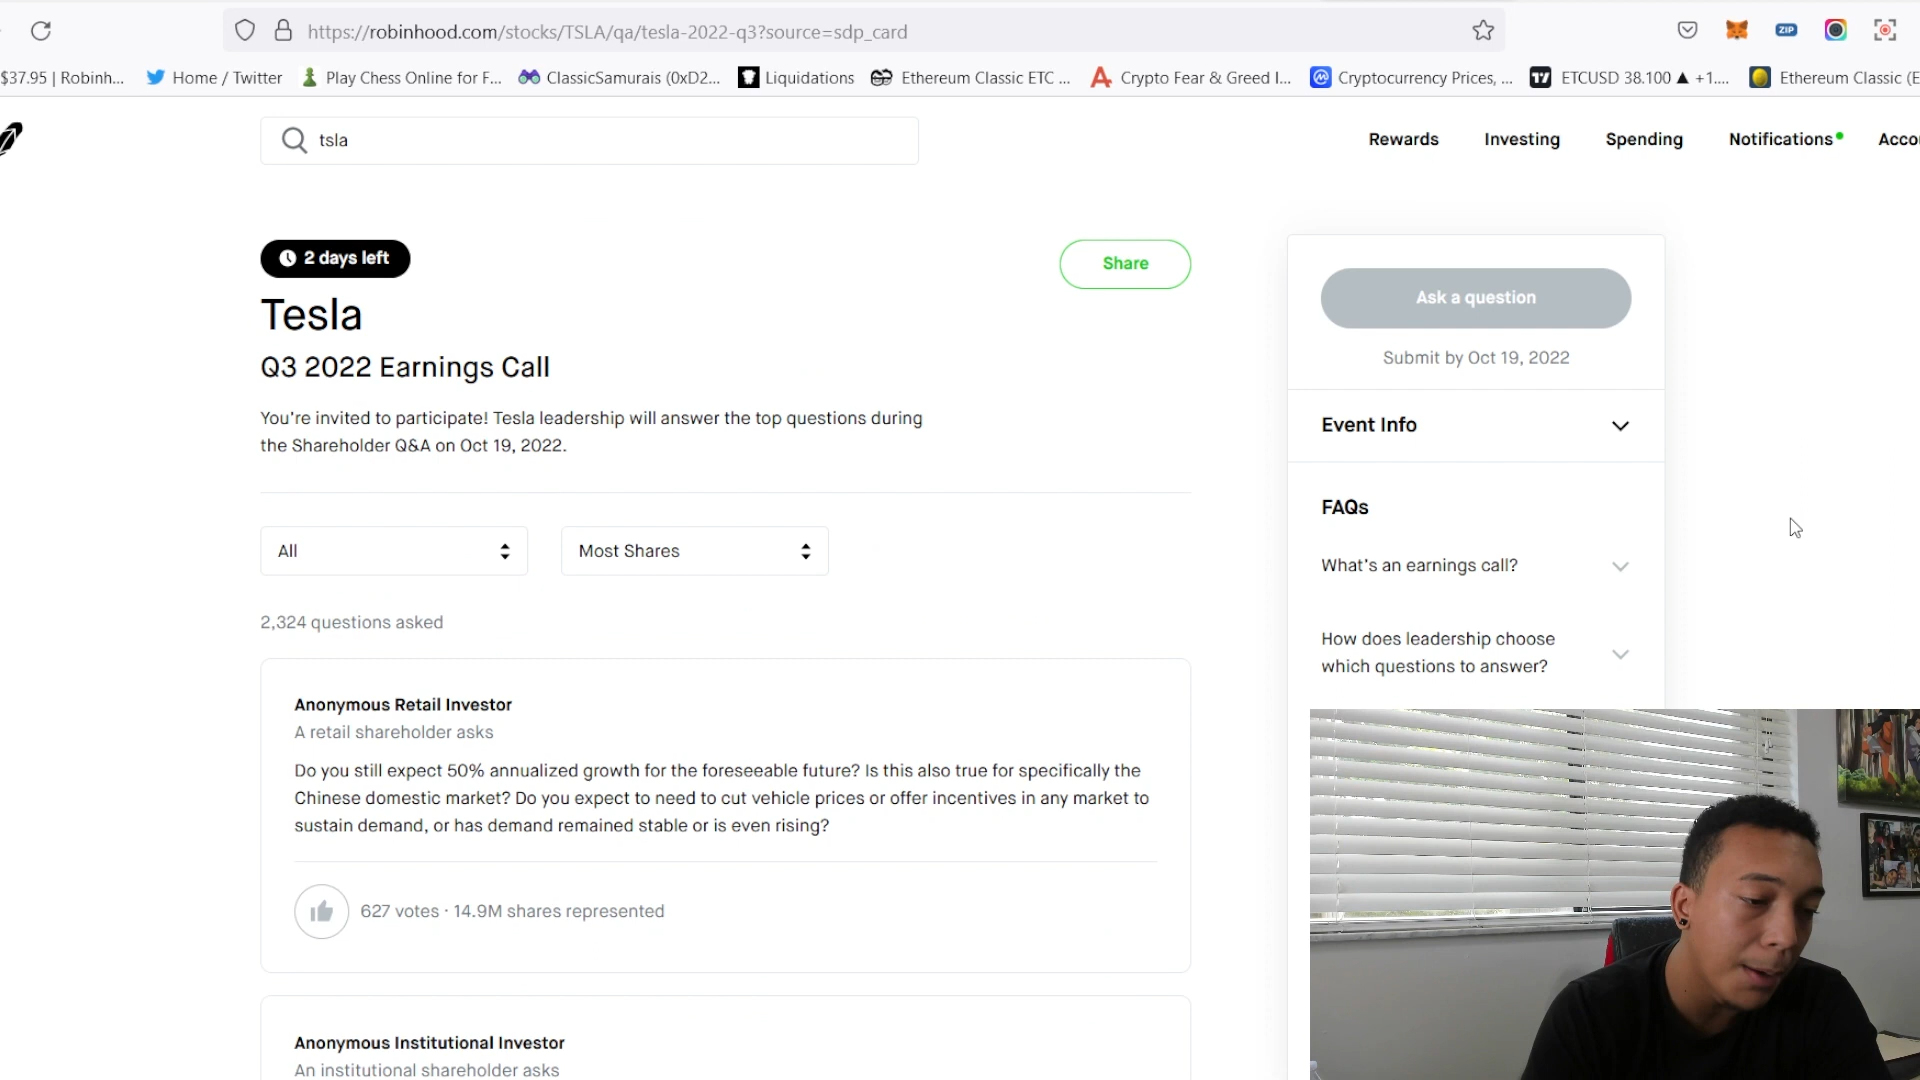 https://robinhood.com/stocks/TSLA/qa/tesla-2022-q3?source=sdp_card
ZIP
$37.95 | Robinh...
Home / Twitter
Play Chess Online for F...
ClassicSamurais (0xD2...
Liquidations
Ethereum Classic ETC ...
Crypto Fear & Greed I...
Cryptocurrency Prices, ...
ETCUSD 38.100 ▲ +1....
Ethereum Classic (E
tsla
Rewards
Investing
Spending
Notifications
Acco
2 days left
Share
Tesla
Q3 2022 Earnings Call
You're invited to participate! Tesla leadership will answer the top questions during
the Shareholder Q&A on Oct 19, 2022.
All
Most Shares
2,324 questions asked
Anonymous Retail Investor
A retail shareholder asks
Do you still expect 50% annualized growth for the foreseeable future? Is this also true for specifically the
Chinese domestic market? Do you expect to need to cut vehicle prices or offer incentives in any market to
sustain demand, or has demand remained stable or is even rising?
627 votes · 14.9M shares represented
Anonymous Institutional Investor
An institutional shareholder asks
Ask a question
Submit by Oct 19, 2022
Event Info
FAQs
What's an earnings call?
How does leadership choose
which questions to answer?